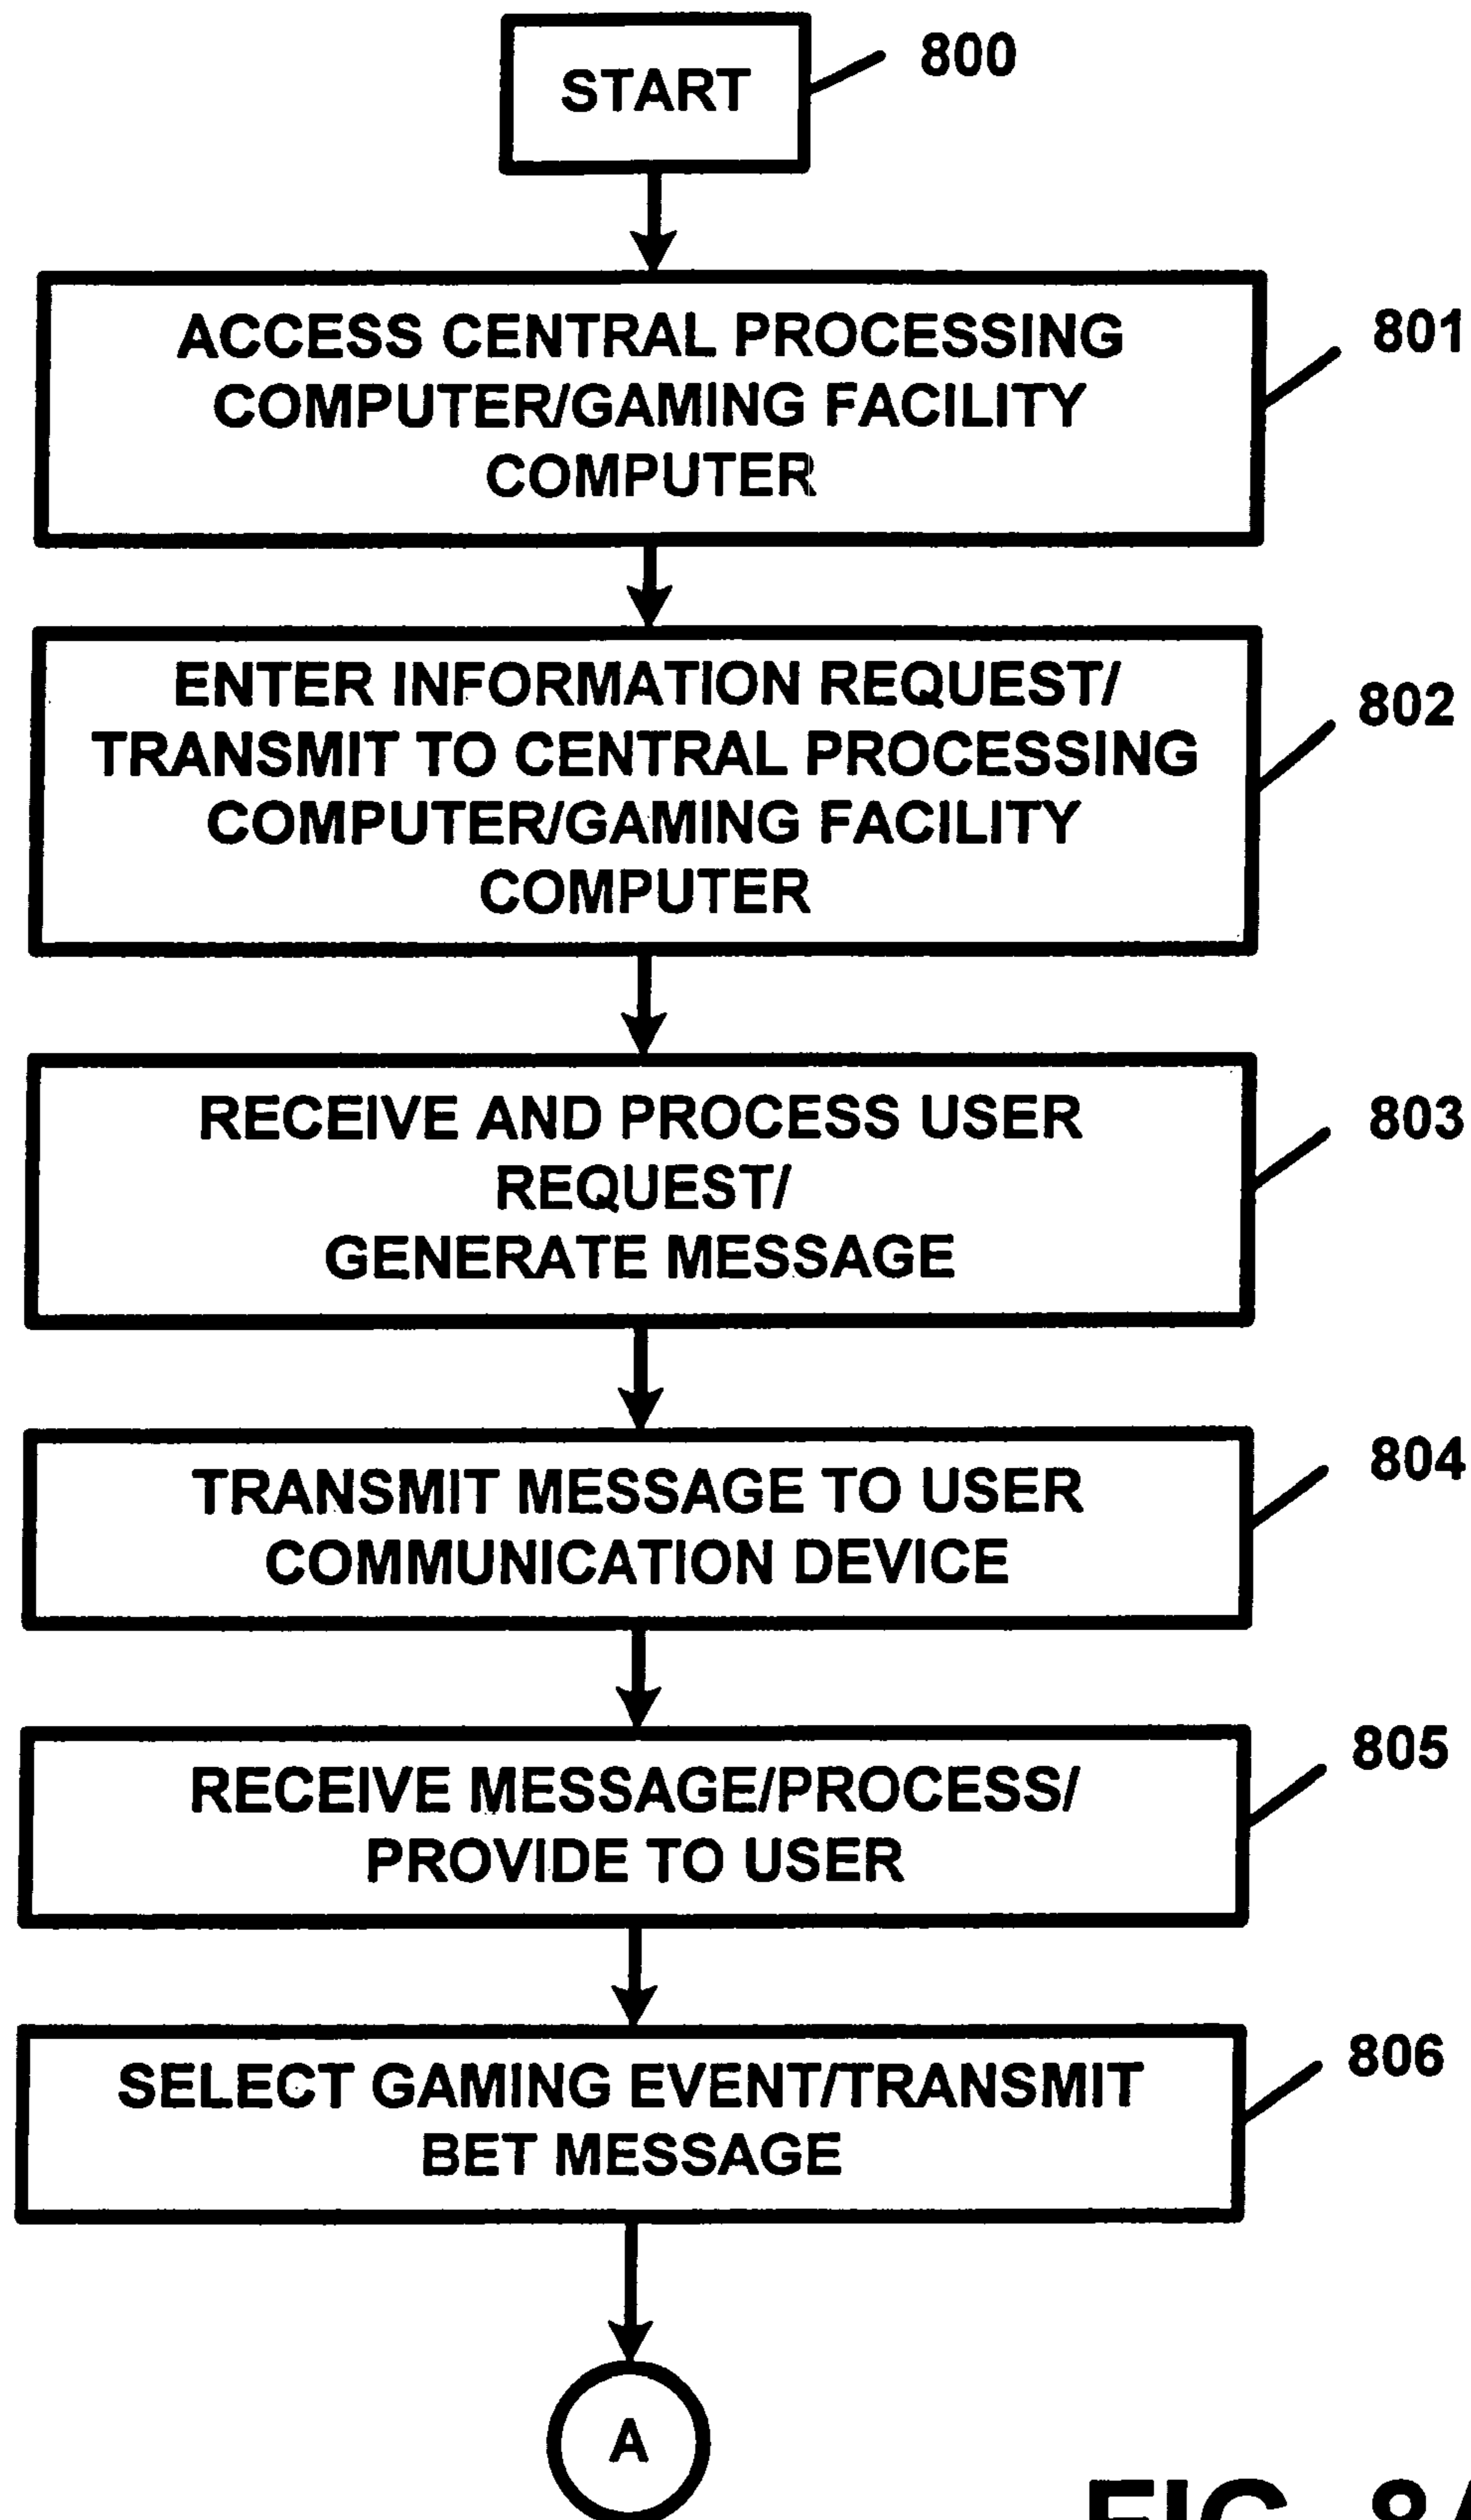 START
800
ACCESS CENTRAL PROCESSING
COMPUTER/GAMING FACILITY
COMPUTER
801
ENTER INFORMATION REQUEST/
TRANSMIT TO CENTRAL PROCESSING
COMPUTER/GAMING FACILITY
COMPUTER
802
RECEIVE AND PROCESS USER
REQUEST/
GENERATE MESSAGE
803
TRANSMIT MESSAGE TO USER
COMMUNICATION DEVICE
804
RECEIVE MESSAGE/PROCESS/
PROVIDE TO USER
805
SELECT GAMING EVENT/TRANSMIT
BET MESSAGE
806
A
FIG. 8A